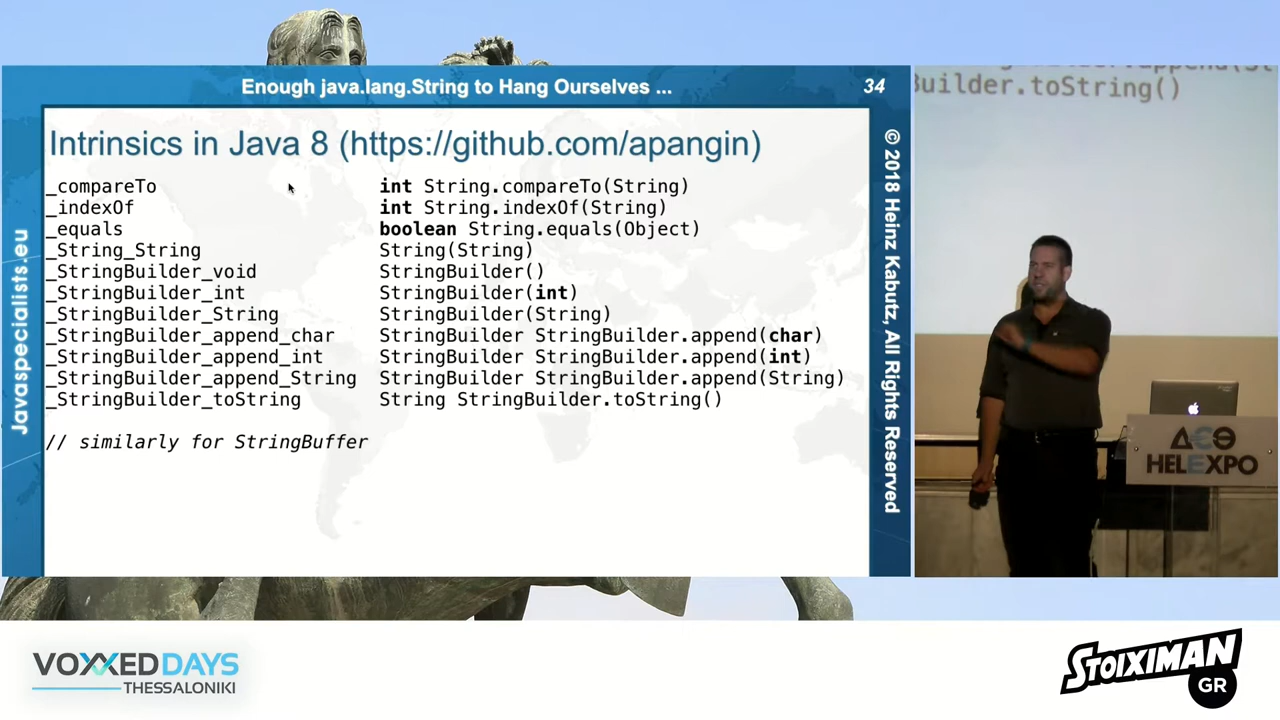 Enough java.lang.String to Hang Ourselves ...
34
Intrinsics in Java 8 (https://github.com/apangin)
_compareTo int String.compareTo(String)
_indexOf int String.indexOf(String)
_equals boolean String.equals(Object)
_String_String String(String)
_StringBuilder_void StringBuilder()
_StringBuilder_int StringBuilder(int)
_StringBuilder_String StringBuilder(String)
_StringBuilder_append_char StringBuilder StringBuilder.append(char)
_StringBuilder_append_int StringBuilder StringBuilder.append(int)
_StringBuilder_append_String StringBuilder StringBuilder.append(String)
_StringBuilder_toString String StringBuilder.toString()
// similarly for StringBuffer
Javaspecialists.eu
© 2018 Heinz Kabutz, All Rights Reserved
Builder.toString()
ΔΕΘ
HELEXPO
VOXXED DAYS
THESSALONIKI
STOIXIMAN
GR